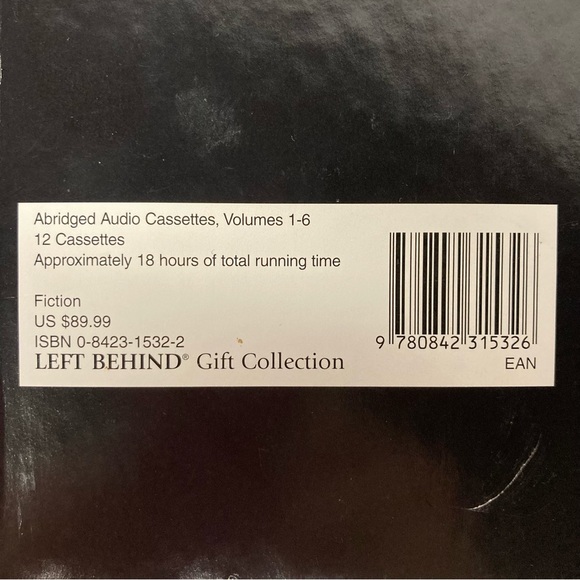 Abridged Audio Cassettes, Volumes 1-6
12 Cassettes
Approximately 18 hours of total running time
Fiction
US $89.99
ISBN 0-8423-1532-2
LEFT BEHIND® Gift Collection
9 780842 315326
EAN